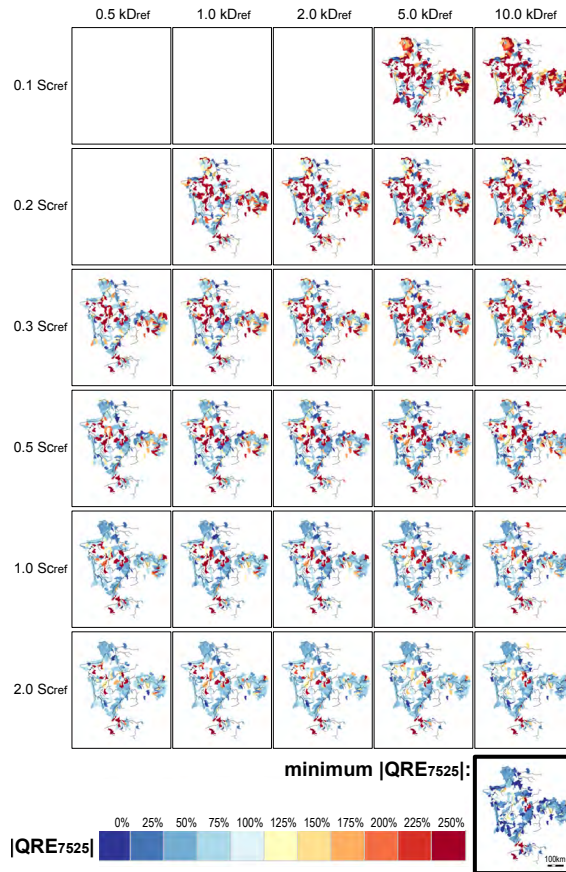 0.5 kDref 1.0 kDref 2.0 kDref 5.0 kDref 10.0 kDref
0.1 Scref
0.2 Scref
0.3 Scref
0.5 Scref
1.0 Scref
2.0 Scref
minimum |QRE7525|:
0% 25% 50% 75% 100% 125% 150% 175% 200% 225% 250%
|QRE7525|
100km